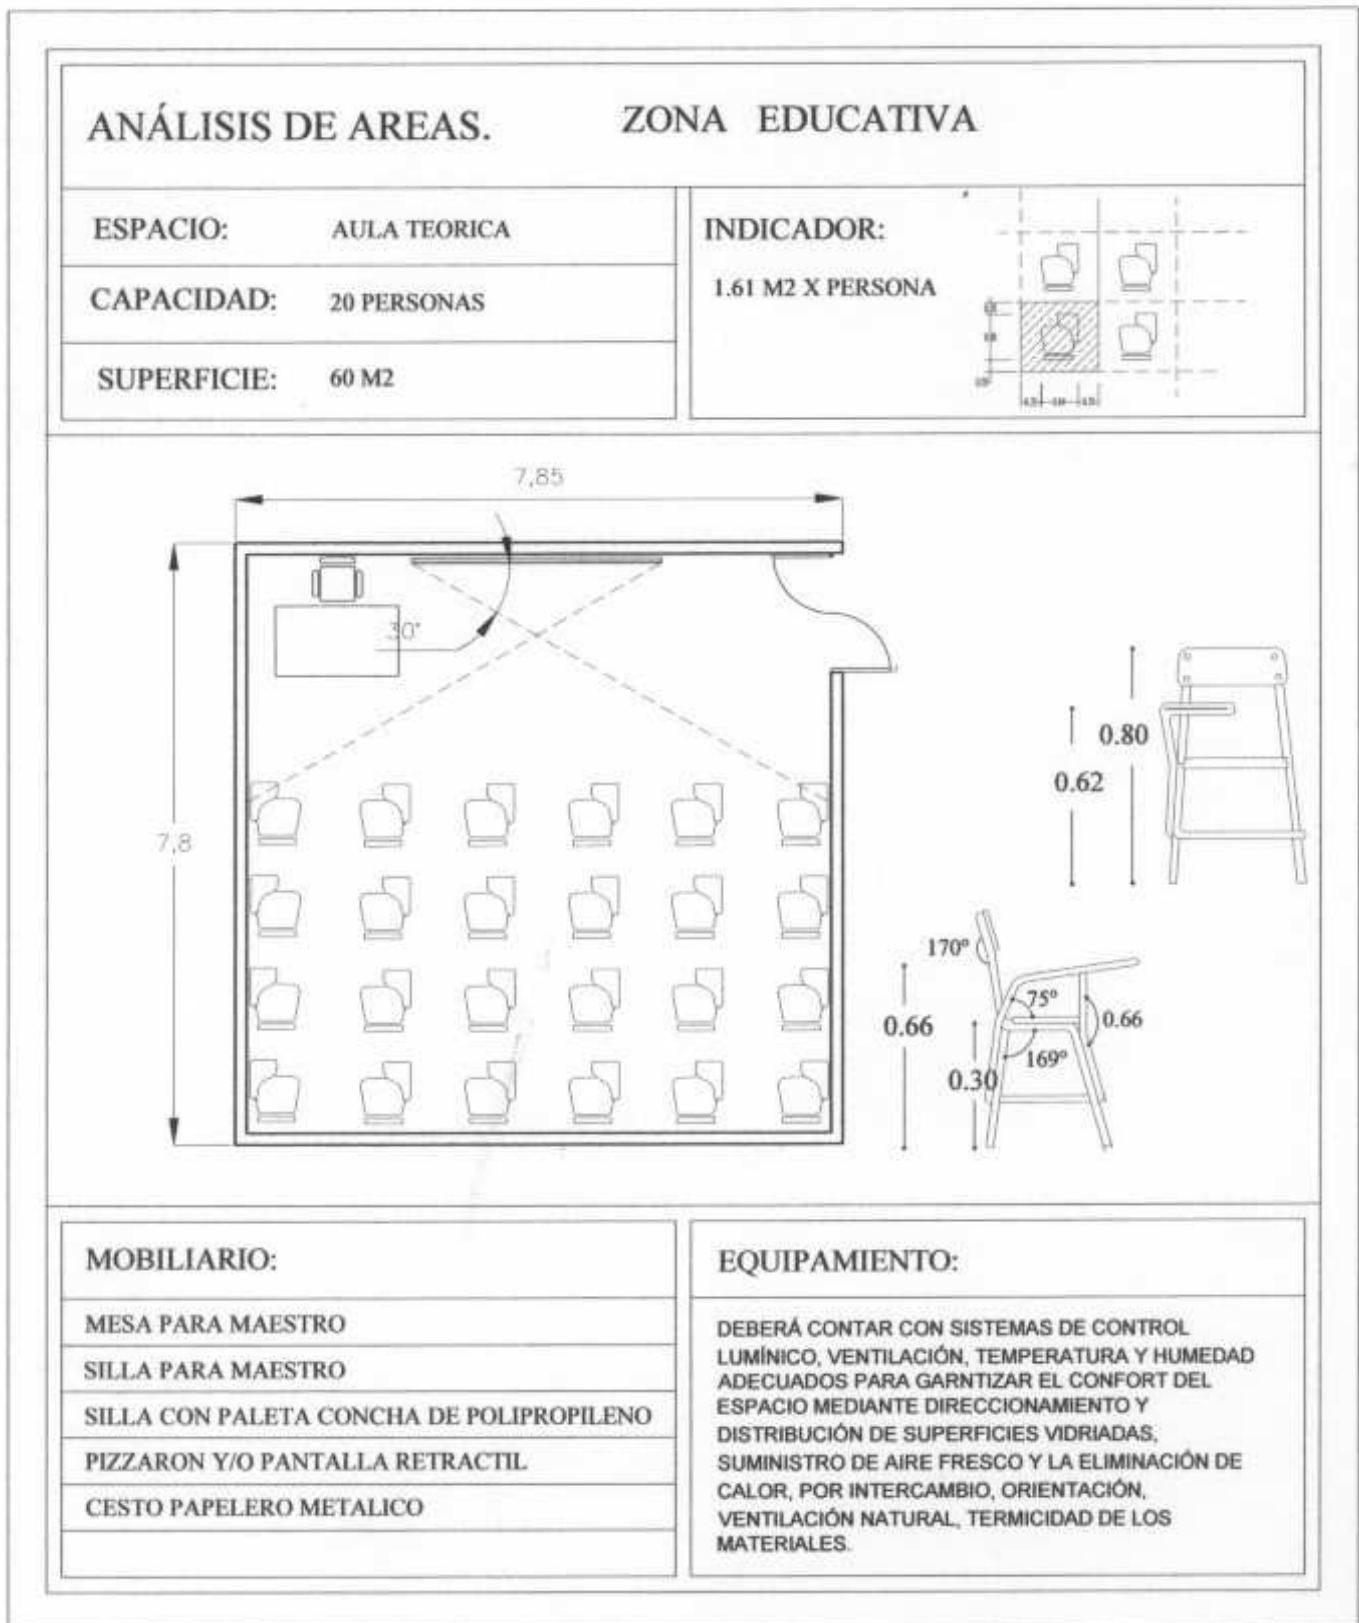 ANÁLISIS DE AREAS. ZONA EDUCATIVA
ESPACIO: AULA TEORICA
CAPACIDAD: 20 PERSONAS
SUPERFICIE: 60 M2
INDICADOR:
1.61 M2 X PERSONA
7,85
30°
7,8
0.80
0.62
170°
75°
0.66
0.66
169°
0.30
MOBILIARIO:
MESA PARA MAESTRO
SILLA PARA MAESTRO
SILLA CON PALETA CONCHA DE POLIPROPILENO
PIZZARON Y/O PANTALLA RETRACTIL
CESTO PAPELERO METALICO
EQUIPAMIENTO:
DEBERÁ CONTAR CON SISTEMAS DE CONTROL
LUMÍNICO, VENTILACIÓN, TEMPERATURA Y HUMEDAD
ADECUADOS PARA GARNTIZAR EL CONFORT DEL
ESPACIO MEDIANTE DIRECCIONAMIENTO Y
DISTRIBUCIÓN DE SUPERFICIES VIDRIADAS,
SUMINISTRO DE AIRE FRESCO Y LA ELIMINACIÓN DE
CALOR, POR INTERCAMBIO, ORIENTACIÓN,
VENTILACIÓN NATURAL, TERMICIDAD DE LOS
MATERIALES.